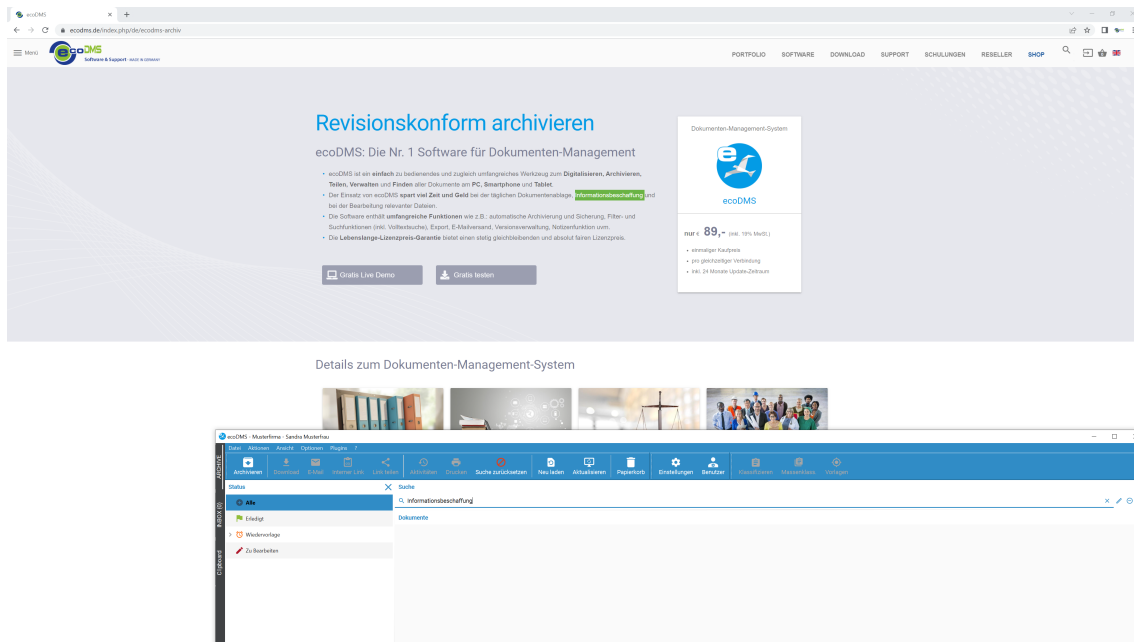 ecoDMS
ecodms.de/index.php/de/ecodms-archiv
Menü
ecoDMS
Software & Support - MADE IN GERMANY
PORTFOLIO SOFTWARE DOWNLOAD SUPPORT SCHULUNGEN RESELLER SHOP
Revisionskonform archivieren
ecoDMS: Die Nr. 1 Software für Dokumenten-Management
• ecoDMS ist ein einfach zu bedienendes und zugleich umfangreiches Werkzeug zum Digitalisieren, Archivieren,
Teilen, Verwalten und Finden aller Dokumente am PC, Smartphone und Tablet.
• Der Einsatz von ecoDMS spart viel Zeit und Geld bei der täglichen Dokumentenablage, Informationsbeschaffung und
bei der Bearbeitung relevanter Dateien.
• Die Software enthält umfangreiche Funktionen wie z.B.: automatische Archivierung und Sicherung, Filter- und
Suchfunktionen (inkl. Volltextsuche), Export, E-Mailversand, Versionsverwaltung, Notizenfunktion uvm.
• Die Lebenslange-Lizenzpreis-Garantie bietet einen stetig gleichbleibenden und absolut fairen Lizenzpreis.
Gratis Live Demo
Gratis testen
Dokumenten-Management-System
ecoDMS
nur € 89,- (inkl. 19% MwSt.)
• einmaliger Kaufpreis
• pro gleichzeitiger Verbindung
• inkl. 24 Monate Update-Zeitraum
Details zum Dokumenten-Management-System
ecoDMS - Musterfirma - Sandra Musterfrau
Datei Aktionen Ansicht Optionen Plugins ?
Archivieren Download E-Mail Interner Link Link teilen Aktivitäten Drucken Suche zurücksetzen Neu laden Aktualisieren Papierkorb Einstellungen Benutzer Klassifizieren Massenklass. Vorlagen
ARCHIVE
INBOX (0)
Clipboard
Status
Alle
Erledigt
Wiedervorlage
Zu Bearbeiten
Suche
Informationsbeschaffung
Dokumente